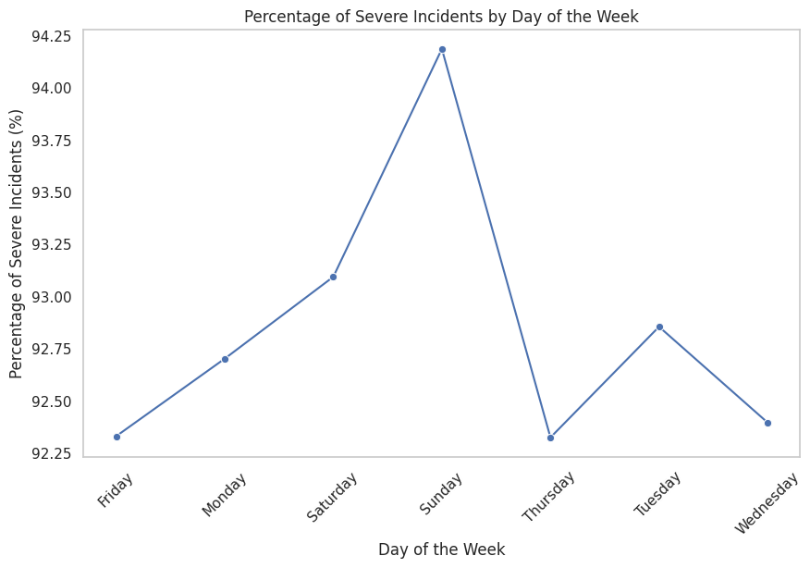 Percentage of Severe Incidents by Day of the Week
Percentage of Severe Incidents (%)
94.25
94.00
93.75
93.50
93.25
93.00
92.75
92.50
92.25
Friday
Monday
Saturday
Sunday
Thursday
Tuesday
Wednesday
Day of the Week